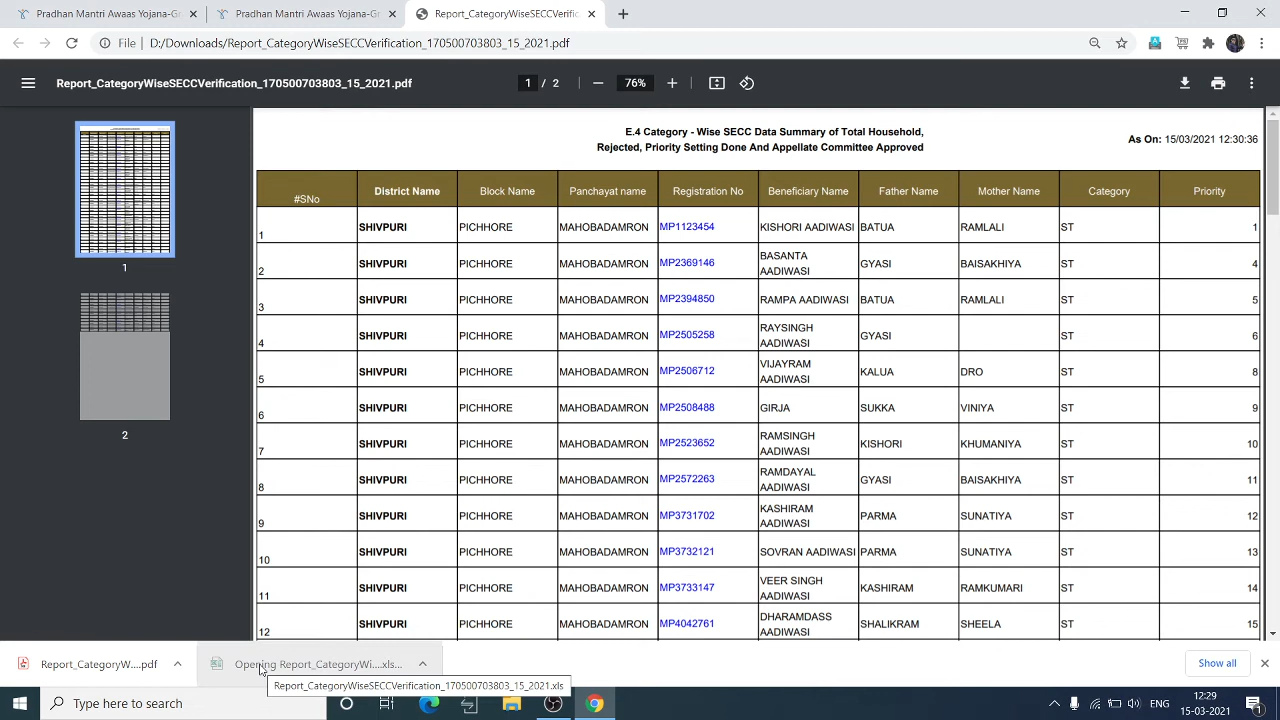 Pradhan Mantri Awaas Yojana-Gr
Pradhan Mantri Awaas Yojana-Gr
Report_CategoryWiseSECCVerific
File
D:/Downloads/Report_CategoryWiseSECCVerification_170500703803_15_2021.pdf
Report_CategoryWiseSECCVerification_170500703803_15_2021.pdf
1 / 2
76%
E.4 Category - Wise SECC Data Summary of Total Household,
Rejected, Priority Setting Done And Appellate Committee Approved
As On: 15/03/2021 12:30:36
#SNo District Name Block Name Panchayat name Registration No Beneficiary Name Father Name Mother Name Category Priority
1 SHIVPURI PICHHORE MAHOBADAMRON MP1123454 KISHORI AADIWASI BATUA RAMLALI ST 1
2 SHIVPURI PICHHORE MAHOBADAMRON MP2369146 BASANTA AADIWASI GYASI BAISAKHIYA ST 4
3 SHIVPURI PICHHORE MAHOBADAMRON MP2394850 RAMPA AADIWASI BATUA RAMLALI ST 5
4 SHIVPURI PICHHORE MAHOBADAMRON MP2505258 RAYSINGH AADIWASI GYASI ST 6
5 SHIVPURI PICHHORE MAHOBADAMRON MP2506712 VIJAYRAM AADIWASI KALUA DRO ST 8
6 SHIVPURI PICHHORE MAHOBADAMRON MP2508488 GIRJA SUKKA VINIYA ST 9
7 SHIVPURI PICHHORE MAHOBADAMRON MP2523652 RAMSINGH AADIWASI KISHORI KHUMANIYA ST 10
8 SHIVPURI PICHHORE MAHOBADAMRON MP2572263 RAMDAYAL AADIWASI GYASI BAISAKHIYA ST 11
9 SHIVPURI PICHHORE MAHOBADAMRON MP3731702 KASHIRAM AADIWASI PARMA SUNATIYA ST 12
10 SHIVPURI PICHHORE MAHOBADAMRON MP3732121 SOVRAN AADIWASI PARMA SUNATIYA ST 13
11 SHIVPURI PICHHORE MAHOBADAMRON MP3733147 VEER SINGH AADIWASI KASHIRAM RAMKUMARI ST 14
12 SHIVPURI PICHHORE MAHOBADAMRON MP4042761 DHARAMDASS AADIWASI SHALIKRAM SHEELA ST 15
1
2
Report_CategoryW....pdf
Opening Report_CategoryWi....xls...
Show all
Report_CategoryWiseSECCVerification_170500703803_15_2021.xls
Type here to search
ENG
12:29
15-03-2021
1